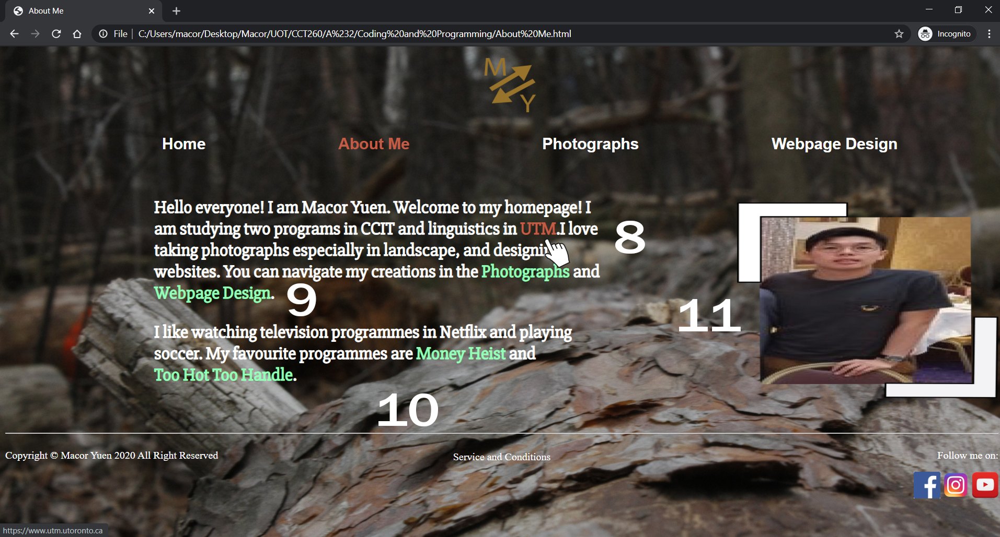 About Me
File
C:/Users/macor/Desktop/Macor/UOT/CCT260/A%232/Coding%20and%20Programming/About%20Me.html
Incognito
M
Y
Home
About Me
Photographs
Webpage Design
Hello everyone! I am Macor Yuen. Welcome to my homepage! I
am studying two programs in CCIT and linguistics in UTM.I love
8
taking photographs especially in landscape, and designi
websites. You can navigate my creations in the Photographs and
Webpage Design.
9
11
I like watching television programmes in Netflix and playing
soccer. My favourite programmes are Money Heist and
Too Hot Too Handle.
10
Copyright © Macor Yuen 2020 All Right Reserved
Service and Conditions
Follow me on:
https://www.utm.utoronto.ca